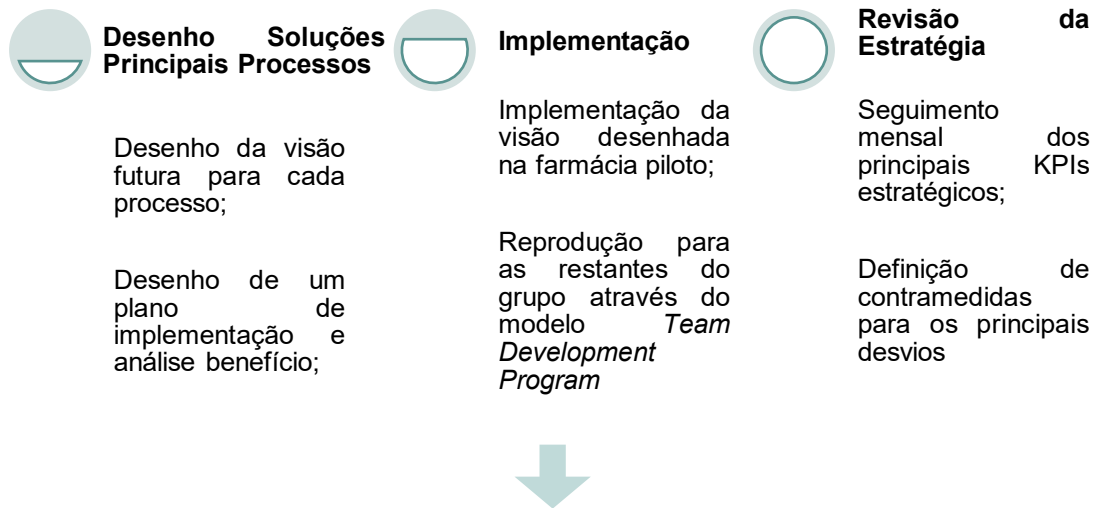 Desenho Soluções
Principais Processos
Desenho da visão
futura para cada
processo;
Desenho de um
plano de
implementação e
análise benefício;
Implementação
Implementação da
visão desenhada
na farmácia piloto;
Reprodução para
as restantes do
grupo através do
modelo Team
Development
Program
Revisão da
Estratégia
Seguimento
mensal dos
principais KPIs
estratégicos;
Definição de
contramedidas
para os principais
desvios